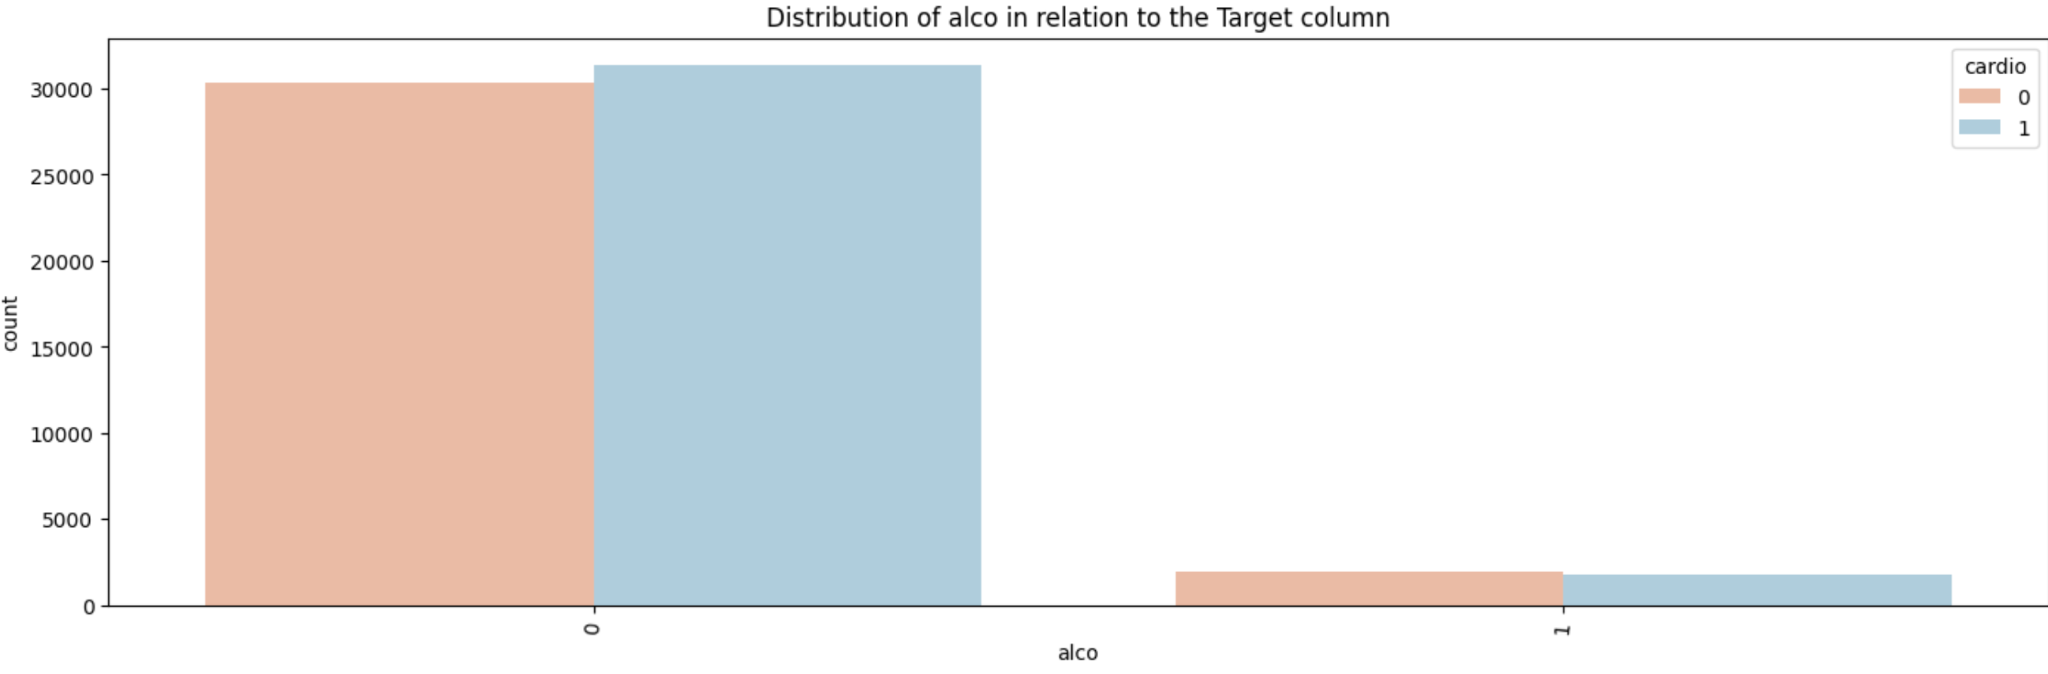 Distribution of alco in relation to the Target column
cardio
0
1
30000
25000
20000
15000
10000
5000
0
count
0
1
alco